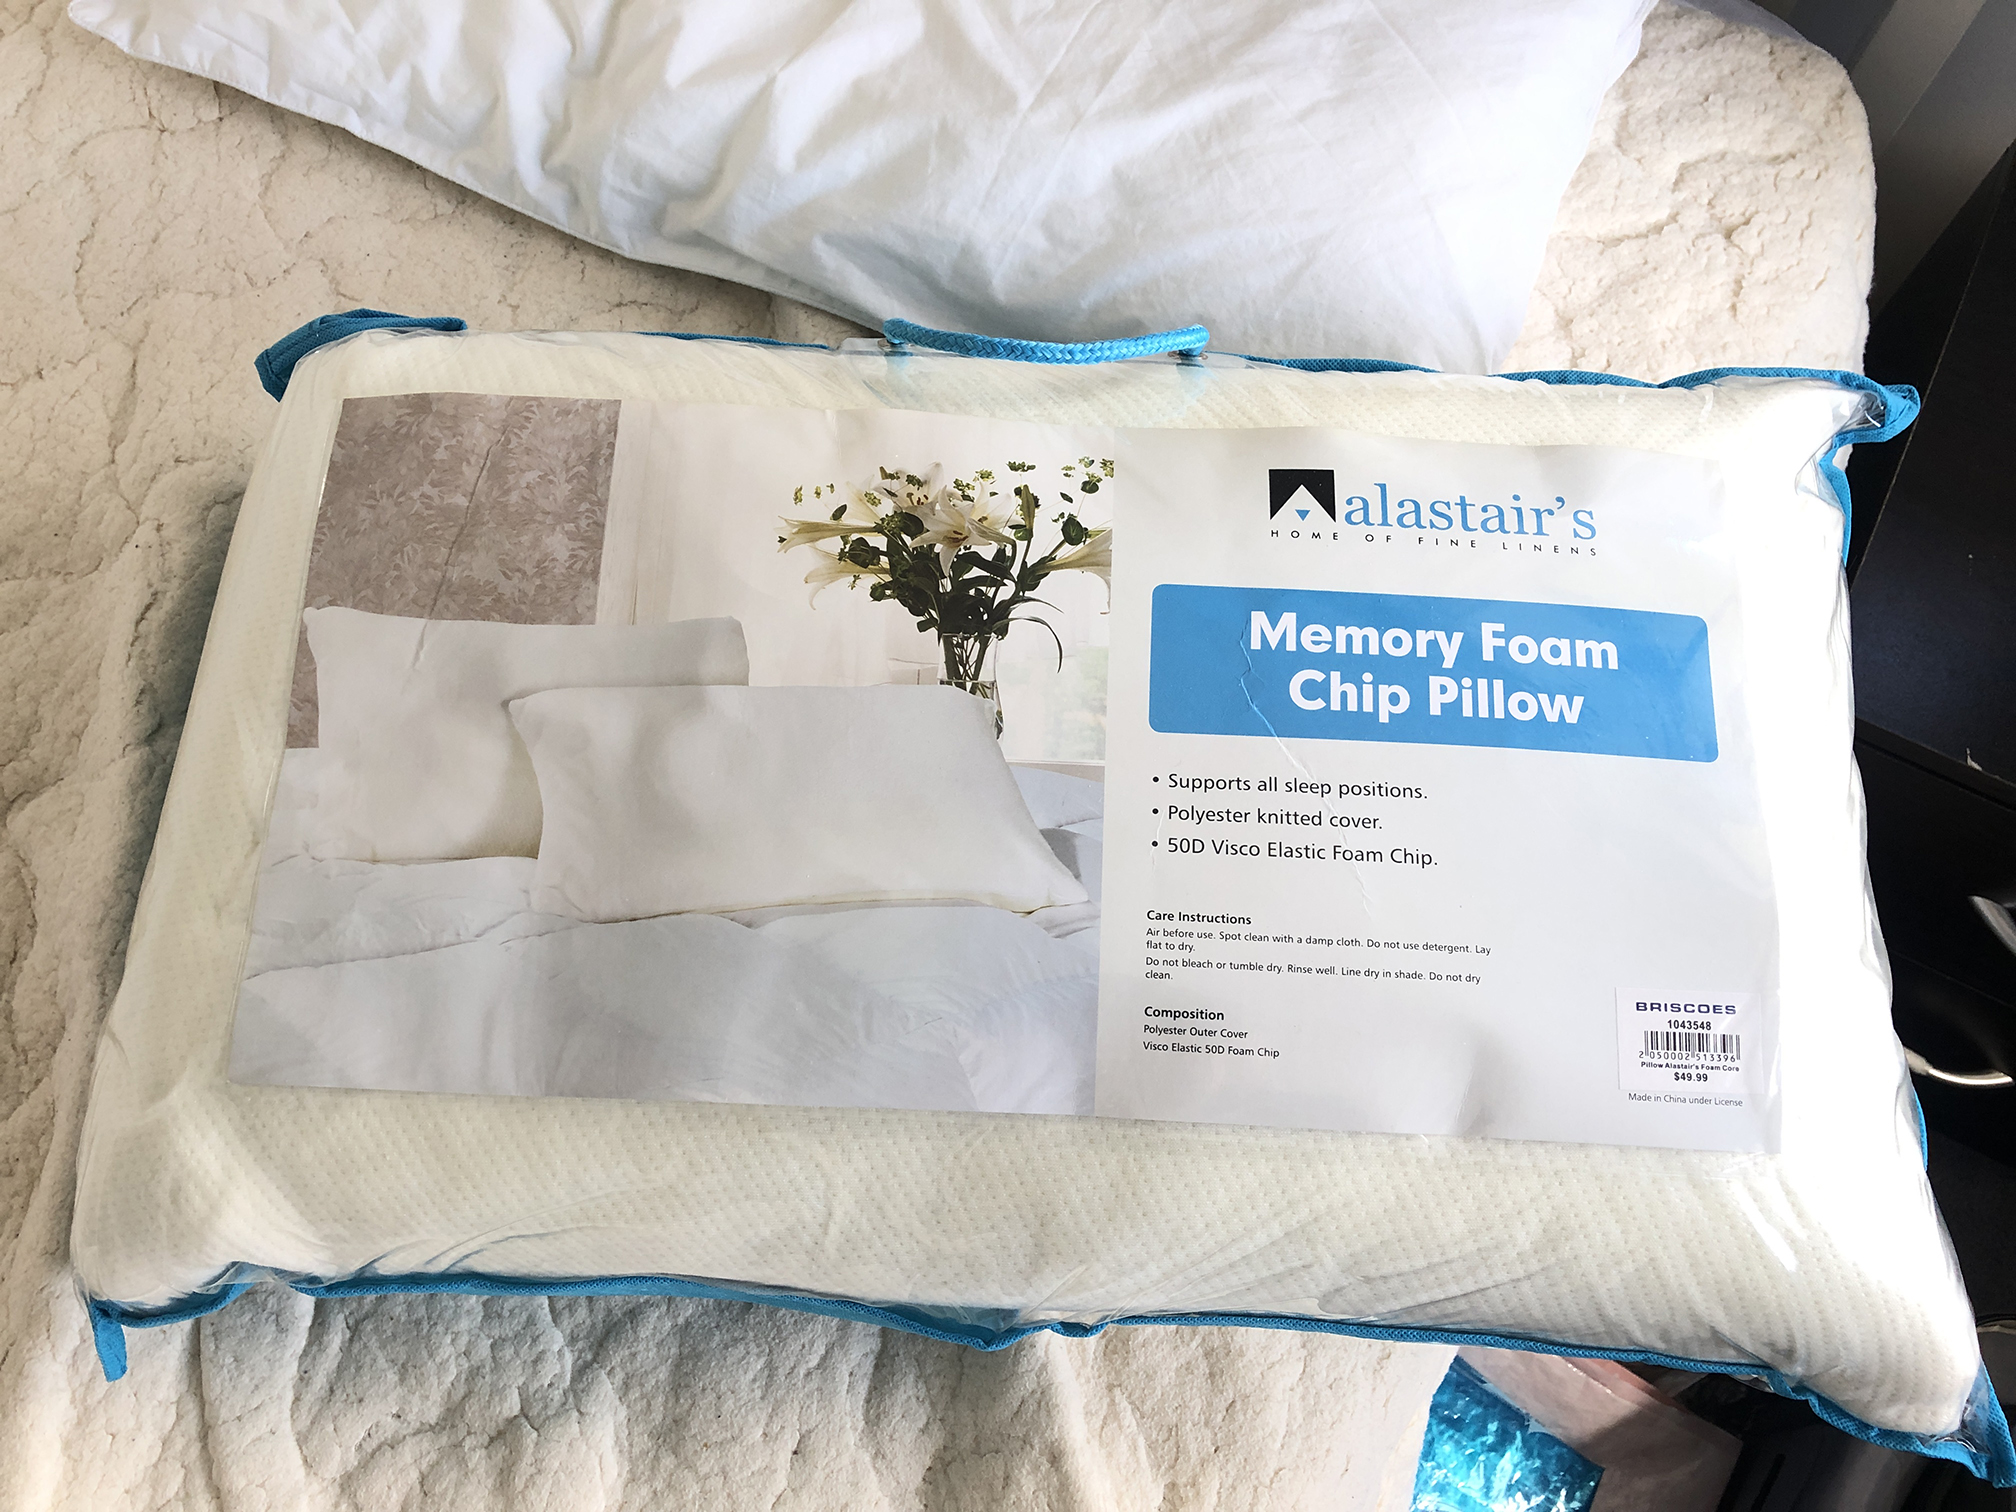 alastair's
HOME OF FINE LINENS
Memory Foam
Chip Pillow
• Supports all sleep positions.
• Polyester knitted cover.
• 50D Visco Elastic Foam Chip.
Care Instructions
Air before use. Spot clean with a damp cloth. Do not use detergent. Lay
flat to dry.
Do not bleach or tumble dry. Rinse well. Line dry in shade. Do not dry
clean.
Composition
Polyester Outer Cover
Visco Elastic 50D Foam Chip
BRISCOES
1043548
2 050002 513396
Pillow Alastair's Foam Core
$49.99
Made in China under License